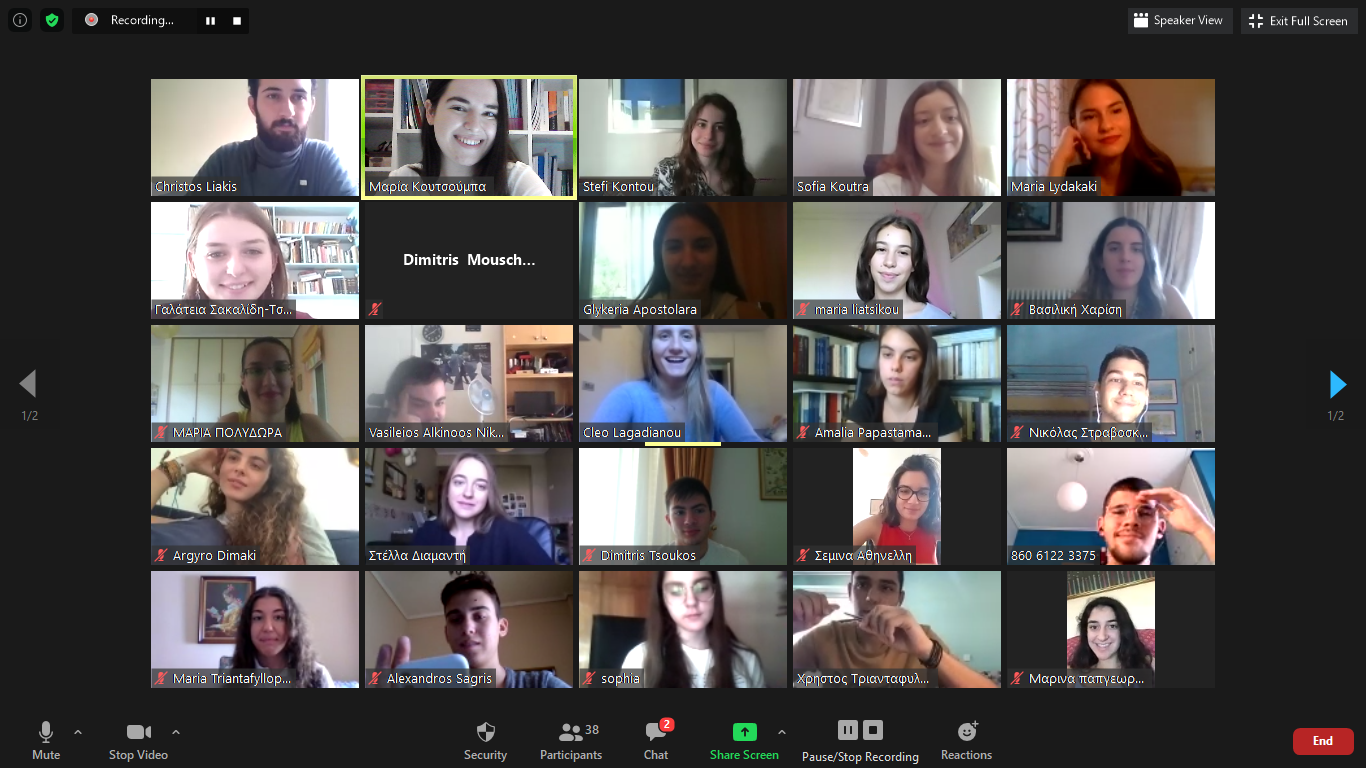 Recording...
Speaker View
Exit Full Screen
Christos Liakis
Μαρία Κουτσούμπα
Stefi Kontou
Sofia Koutra
Maria Lydakaki
Γαλάτεια Σακαλίδη-Τσ...
Dimitris Mousch...
Glykeria Apostolara
maria liatsikou
Βασιλική Χαρίση
ΜΑΡΙΑ ΠΟΛΥΔΩΡΑ
Vasileios Alkinoos Nik...
Cleo Lagadianou
Amalia Papastama...
Νικόλας Στραβοσκ...
1/2
1/2
Argyro Dimaki
Στέλλα Διαμαντή
Dimitris Tsoukos
Σεμινα Αθηνελλη
860 6122 3375
Maria Triantafyllop...
Alexandros Sagris
sophia
Χρηστος Τριανταφυλ...
Μαρινα παπγεωρ...
Mute
Stop Video
Security
Participants
38
Chat
2
Share Screen
Pause/Stop Recording
Reactions
End